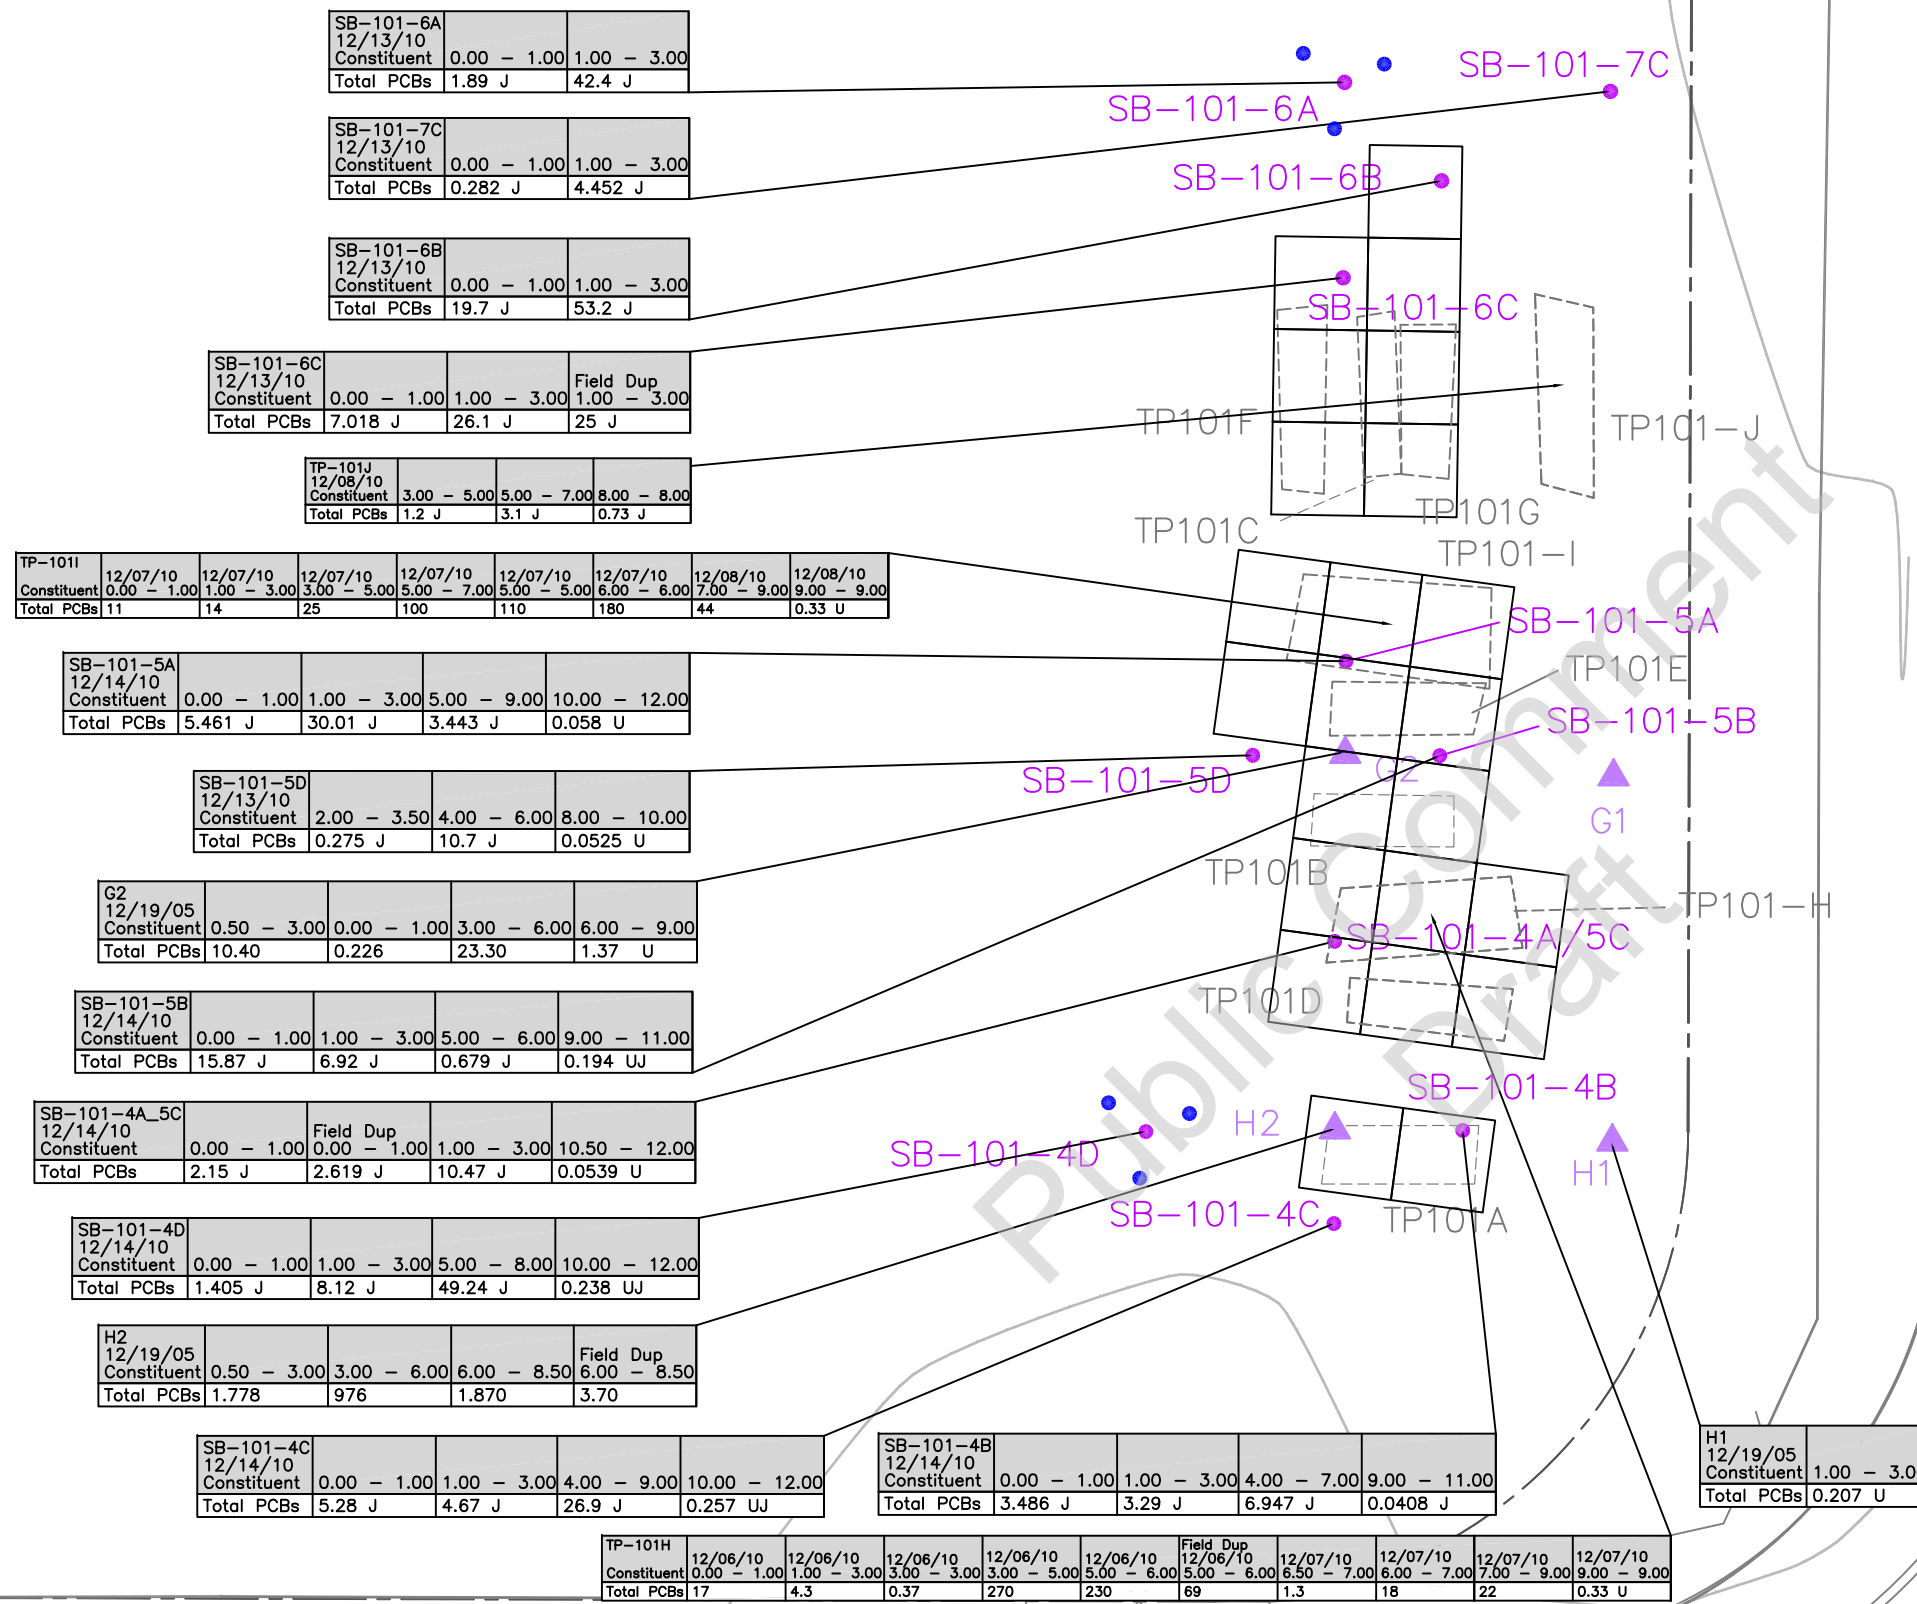 SB-101-6A
12/13/10
Constituent 0.00 - 1.00 1.00 - 3.00
Total PCBs 1.89 J 42.4 J
SB-101-7C
12/13/10
Constituent 0.00 - 1.00 1.00 - 3.00
Total PCBs 0.282 J 4.452 J
SB-101-6B
12/13/10
Constituent 0.00 - 1.00 1.00 - 3.00
Total PCBs 19.7 J 53.2 J
SB-101-6C
12/13/10 Field Dup
Constituent 0.00 - 1.00 1.00 - 3.00 1.00 - 3.00
Total PCBs 7.018 J 26.1 J 25 J
TP-101J
12/08/10
Constituent 3.00 - 5.00 5.00 - 7.00 8.00 - 8.00
Total PCBs 1.2 J 3.1 J 0.73 J
TP-101I
12/07/10 12/07/10 12/07/10 12/07/10 12/07/10 12/07/10 12/08/10 12/08/10
Constituent 0.00 - 1.00 1.00 - 3.00 3.00 - 5.00 5.00 - 7.00 5.00 - 5.00 6.00 - 6.00 7.00 - 9.00 9.00 - 9.00
Total PCBs 11 14 25 100 110 180 44 0.33 U
SB-101-5A
12/14/10
Constituent 0.00 - 1.00 1.00 - 3.00 5.00 - 9.00 10.00 - 12.00
Total PCBs 5.461 J 30.01 J 3.443 J 0.058 U
SB-101-5D
12/13/10
Constituent 2.00 - 3.50 4.00 - 6.00 8.00 - 10.00
Total PCBs 0.275 J 10.7 J 0.0525 U
G2
12/19/05
Constituent 0.50 - 3.00 0.00 - 1.00 3.00 - 6.00 6.00 - 9.00
Total PCBs 10.40 0.226 23.30 1.37 U
SB-101-5B
12/14/10
Constituent 0.00 - 1.00 1.00 - 3.00 5.00 - 6.00 9.00 - 11.00
Total PCBs 15.87 J 6.92 J 0.679 J 0.194 UJ
SB-101-4A_5C
12/14/10 Field Dup
Constituent 0.00 - 1.00 0.00 - 1.00 1.00 - 3.00 10.50 - 12.00
Total PCBs 2.15 J 2.619 J 10.47 J 0.0539 U
SB-101-4D
12/14/10
Constituent 0.00 - 1.00 1.00 - 3.00 5.00 - 8.00 10.00 - 12.00
Total PCBs 1.405 J 8.12 J 49.24 J 0.238 UJ
H2
12/19/05 Field Dup
Constituent 0.50 - 3.00 3.00 - 6.00 6.00 - 8.50 6.00 - 8.50
Total PCBs 1.778 976 1.870 3.70
SB-101-4C
12/14/10
Constituent 0.00 - 1.00 1.00 - 3.00 4.00 - 9.00 10.00 - 12.00
Total PCBs 5.28 J 4.67 J 26.9 J 0.257 UJ
SB-101-4B
12/14/10
Constituent 0.00 - 1.00 1.00 - 3.00 4.00 - 7.00 9.00 - 11.00
Total PCBs 3.486 J 3.29 J 6.947 J 0.0408 J
H1
12/19/05
Constituent 1.00 - 3.0
Total PCBs 0.207 U
TP-101H Field Dup
12/06/10 12/06/10 12/06/10 12/06/10 12/06/10 12/06/10 12/07/10 12/07/10 12/07/10 12/07/10
Constituent 0.00 - 1.00 1.00 - 3.00 3.00 - 3.00 3.00 - 5.00 5.00 - 6.00 5.00 - 6.00 6.50 - 7.00 6.00 - 7.00 7.00 - 9.00 9.00 - 9.00
Total PCBs 17 4.3 0.37 270 230 69 1.3 18 22 0.33 U
SB-101-7C
SB-101-6A
SB-101-6B
SB-101-6C
TP101F
TP101-J
TP101C
TP101G
TP101-I
SB-101-5A
TP101E
SB-101-5B
SB-101-5D
G2
G1
TP101B
TP101-H
SB-101-4A/5C
TP101D
SB-101-4B
H2
SB-101-4D
H1
SB-101-4C
TP101A
Public Comment
Draft